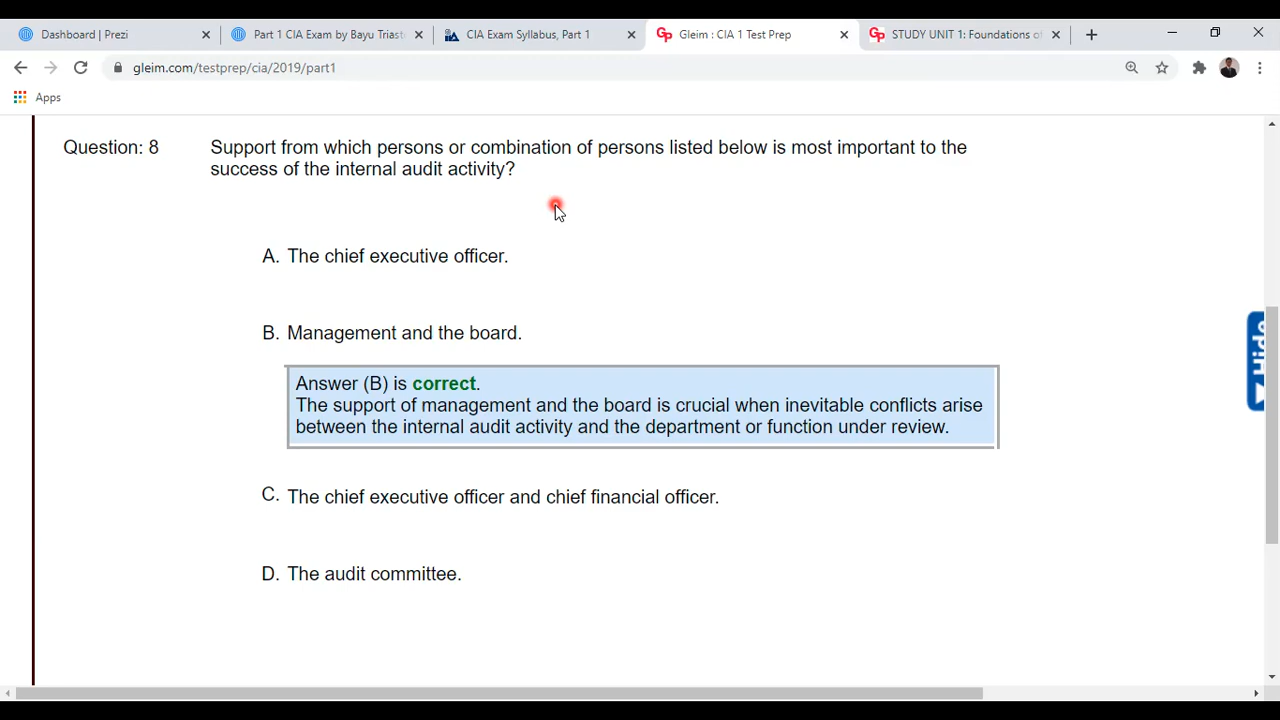 Dashboard | Prezi
Part 1 CIA Exam by Bayu TriaSt
CIA Exam Syllabus, Part 1
Gleim : CIA 1 Test Prep
STUDY UNIT 1: Foundations of
gleim.com/testprep/cia/2019/part1
Apps
Question: 8
Support from which persons or combination of persons listed below is most important to the
success of the internal audit activity?
A. The chief executive officer.
B. Management and the board.
Answer (B) is correct.
The support of management and the board is crucial when inevitable conflicts arise
between the internal audit activity and the department or function under review.
C. The chief executive officer and chief financial officer.
D. The audit committee.
Hide